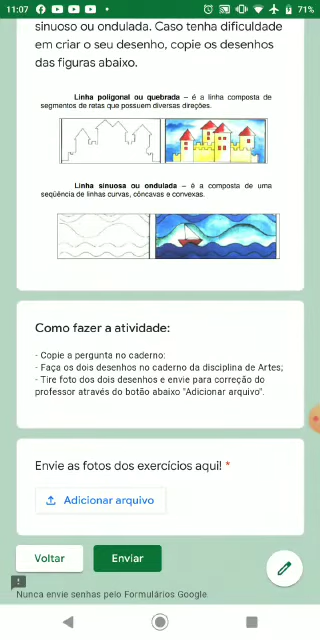 11:07
71%
sinuoso ou ondulada. Caso tenha dificuldade
em criar o seu desenho, copie os desenhos
das figuras abaixo.
Linha poligonal ou quebrada – é a linha composta de
segmentos de retas que possuem diversas direções.
Linha sinuosa ou ondulada – é a composta de uma
seqüência de linhas curvas, côncavas e convexas.
Como fazer a atividade:
- Copie a pergunta no caderno:
- Faça os dois desenhos no caderno da disciplina de Artes;
- Tire foto dos dois desenhos e envie para correção do
professor através do botão abaixo "Adicionar arquivo".
Envie as fotos dos exercícios aqui! *
Adicionar arquivo
Voltar
Enviar
Nunca envie senhas pelo Formulários Google.